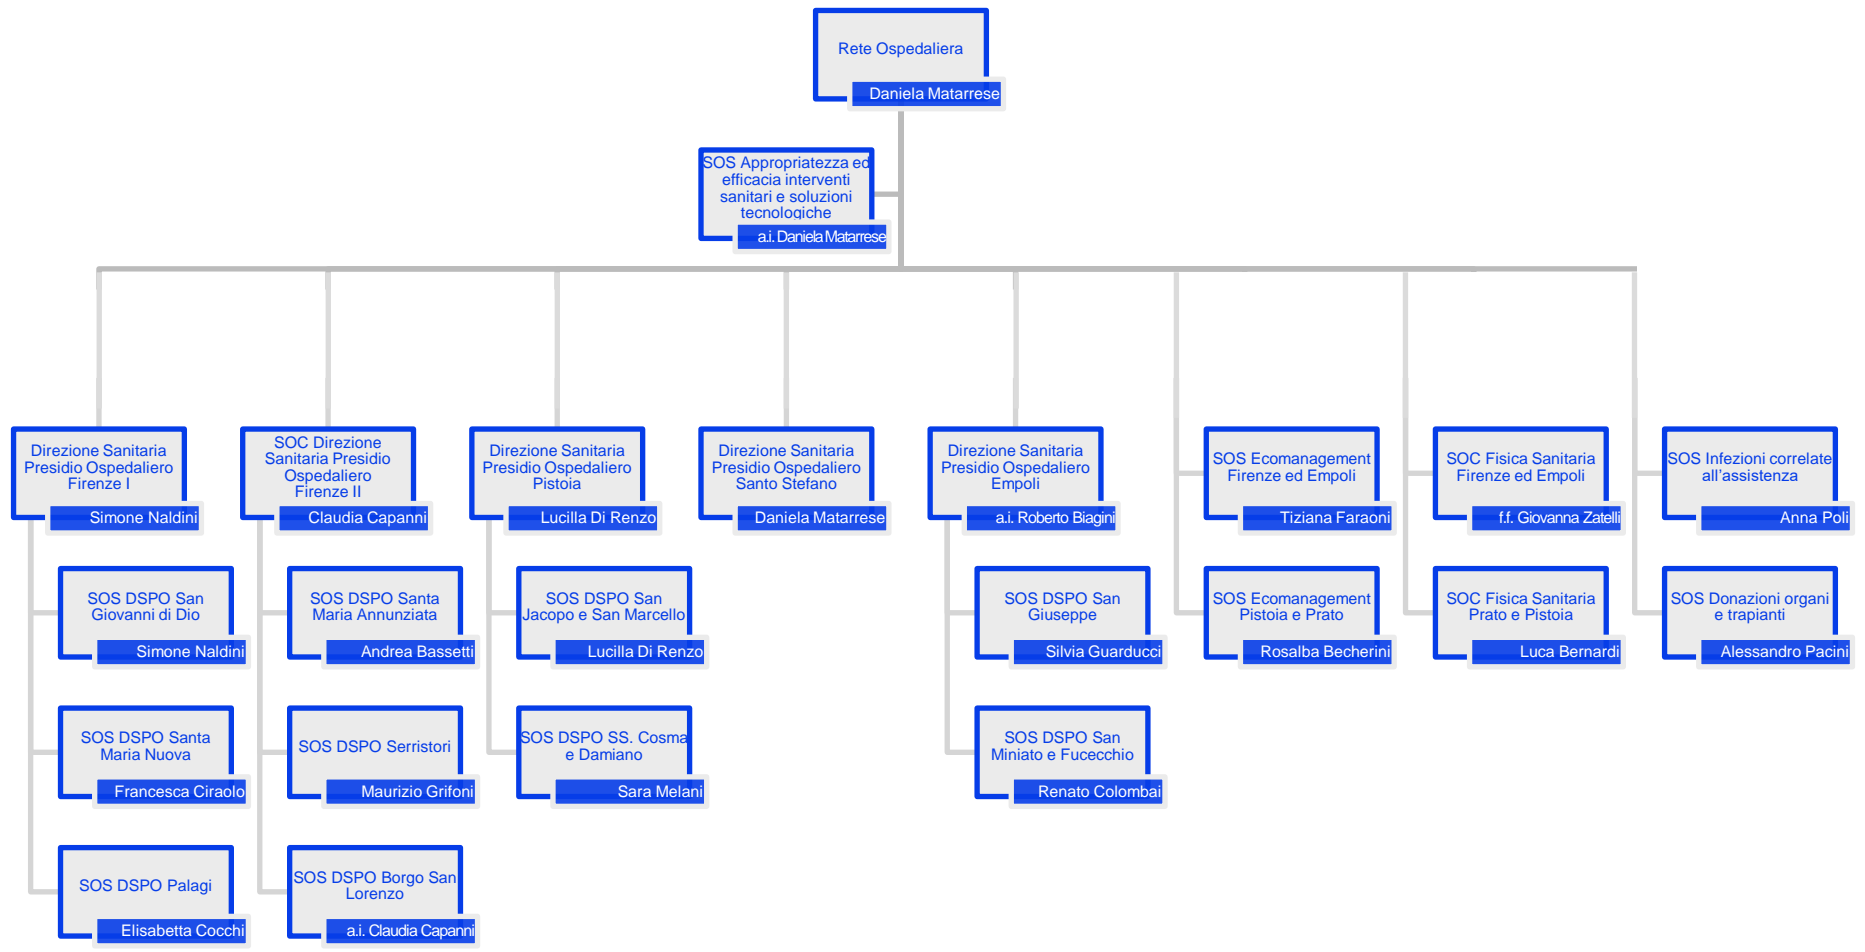 Rete Ospedaliera
Daniela Matarrese
SOS Appropriatezza ed
efficacia interventi
sanitari e soluzioni
tecnologiche
a.i. Daniela Matarrese
Direzione Sanitaria
Presidio Ospedaliero
Firenze I
Simone Naldini
SOS DSPO San
Giovanni di Dio
Simone Naldini
SOS DSPO Santa
Maria Nuova
Francesca Ciraolo
SOS DSPO Palagi
Elisabetta Cocchi
SOC Direzione
Sanitaria Presidio
Ospedaliero
Firenze II
Claudia Capanni
SOS DSPO Santa
Maria Annunziata
Andrea Bassetti
SOS DSPO Serristori
Maurizio Grifoni
SOS DSPO Borgo San
Lorenzo
a.i. Claudia Capanni
Direzione Sanitaria
Presidio Ospedaliero
Pistoia
Lucilla Di Renzo
SOS DSPO San
Jacopo e San Marcello
Lucilla Di Renzo
SOS DSPO SS. Cosma
e Damiano
Sara Melani
Direzione Sanitaria
Presidio Ospedaliero
Santo Stefano
Daniela Matarrese
Direzione Sanitaria
Presidio Ospedaliero
Empoli
a.i. Roberto Biagini
SOS DSPO San
Giuseppe
Silvia Guarducci
SOS DSPO San
Miniato e Fucecchio
Renato Colombai
SOS Ecomanagement
Firenze ed Empoli
Tiziana Faraoni
SOS Ecomanagement
Pistoia e Prato
Rosalba Becherini
SOC Fisica Sanitaria
Firenze ed Empoli
f.f. Giovanna Zatelli
SOC Fisica Sanitaria
Prato e Pistoia
Luca Bernardi
SOS Infezioni correlate
all'assistenza
Anna Poli
SOS Donazioni organi
e trapianti
Alessandro Pacini